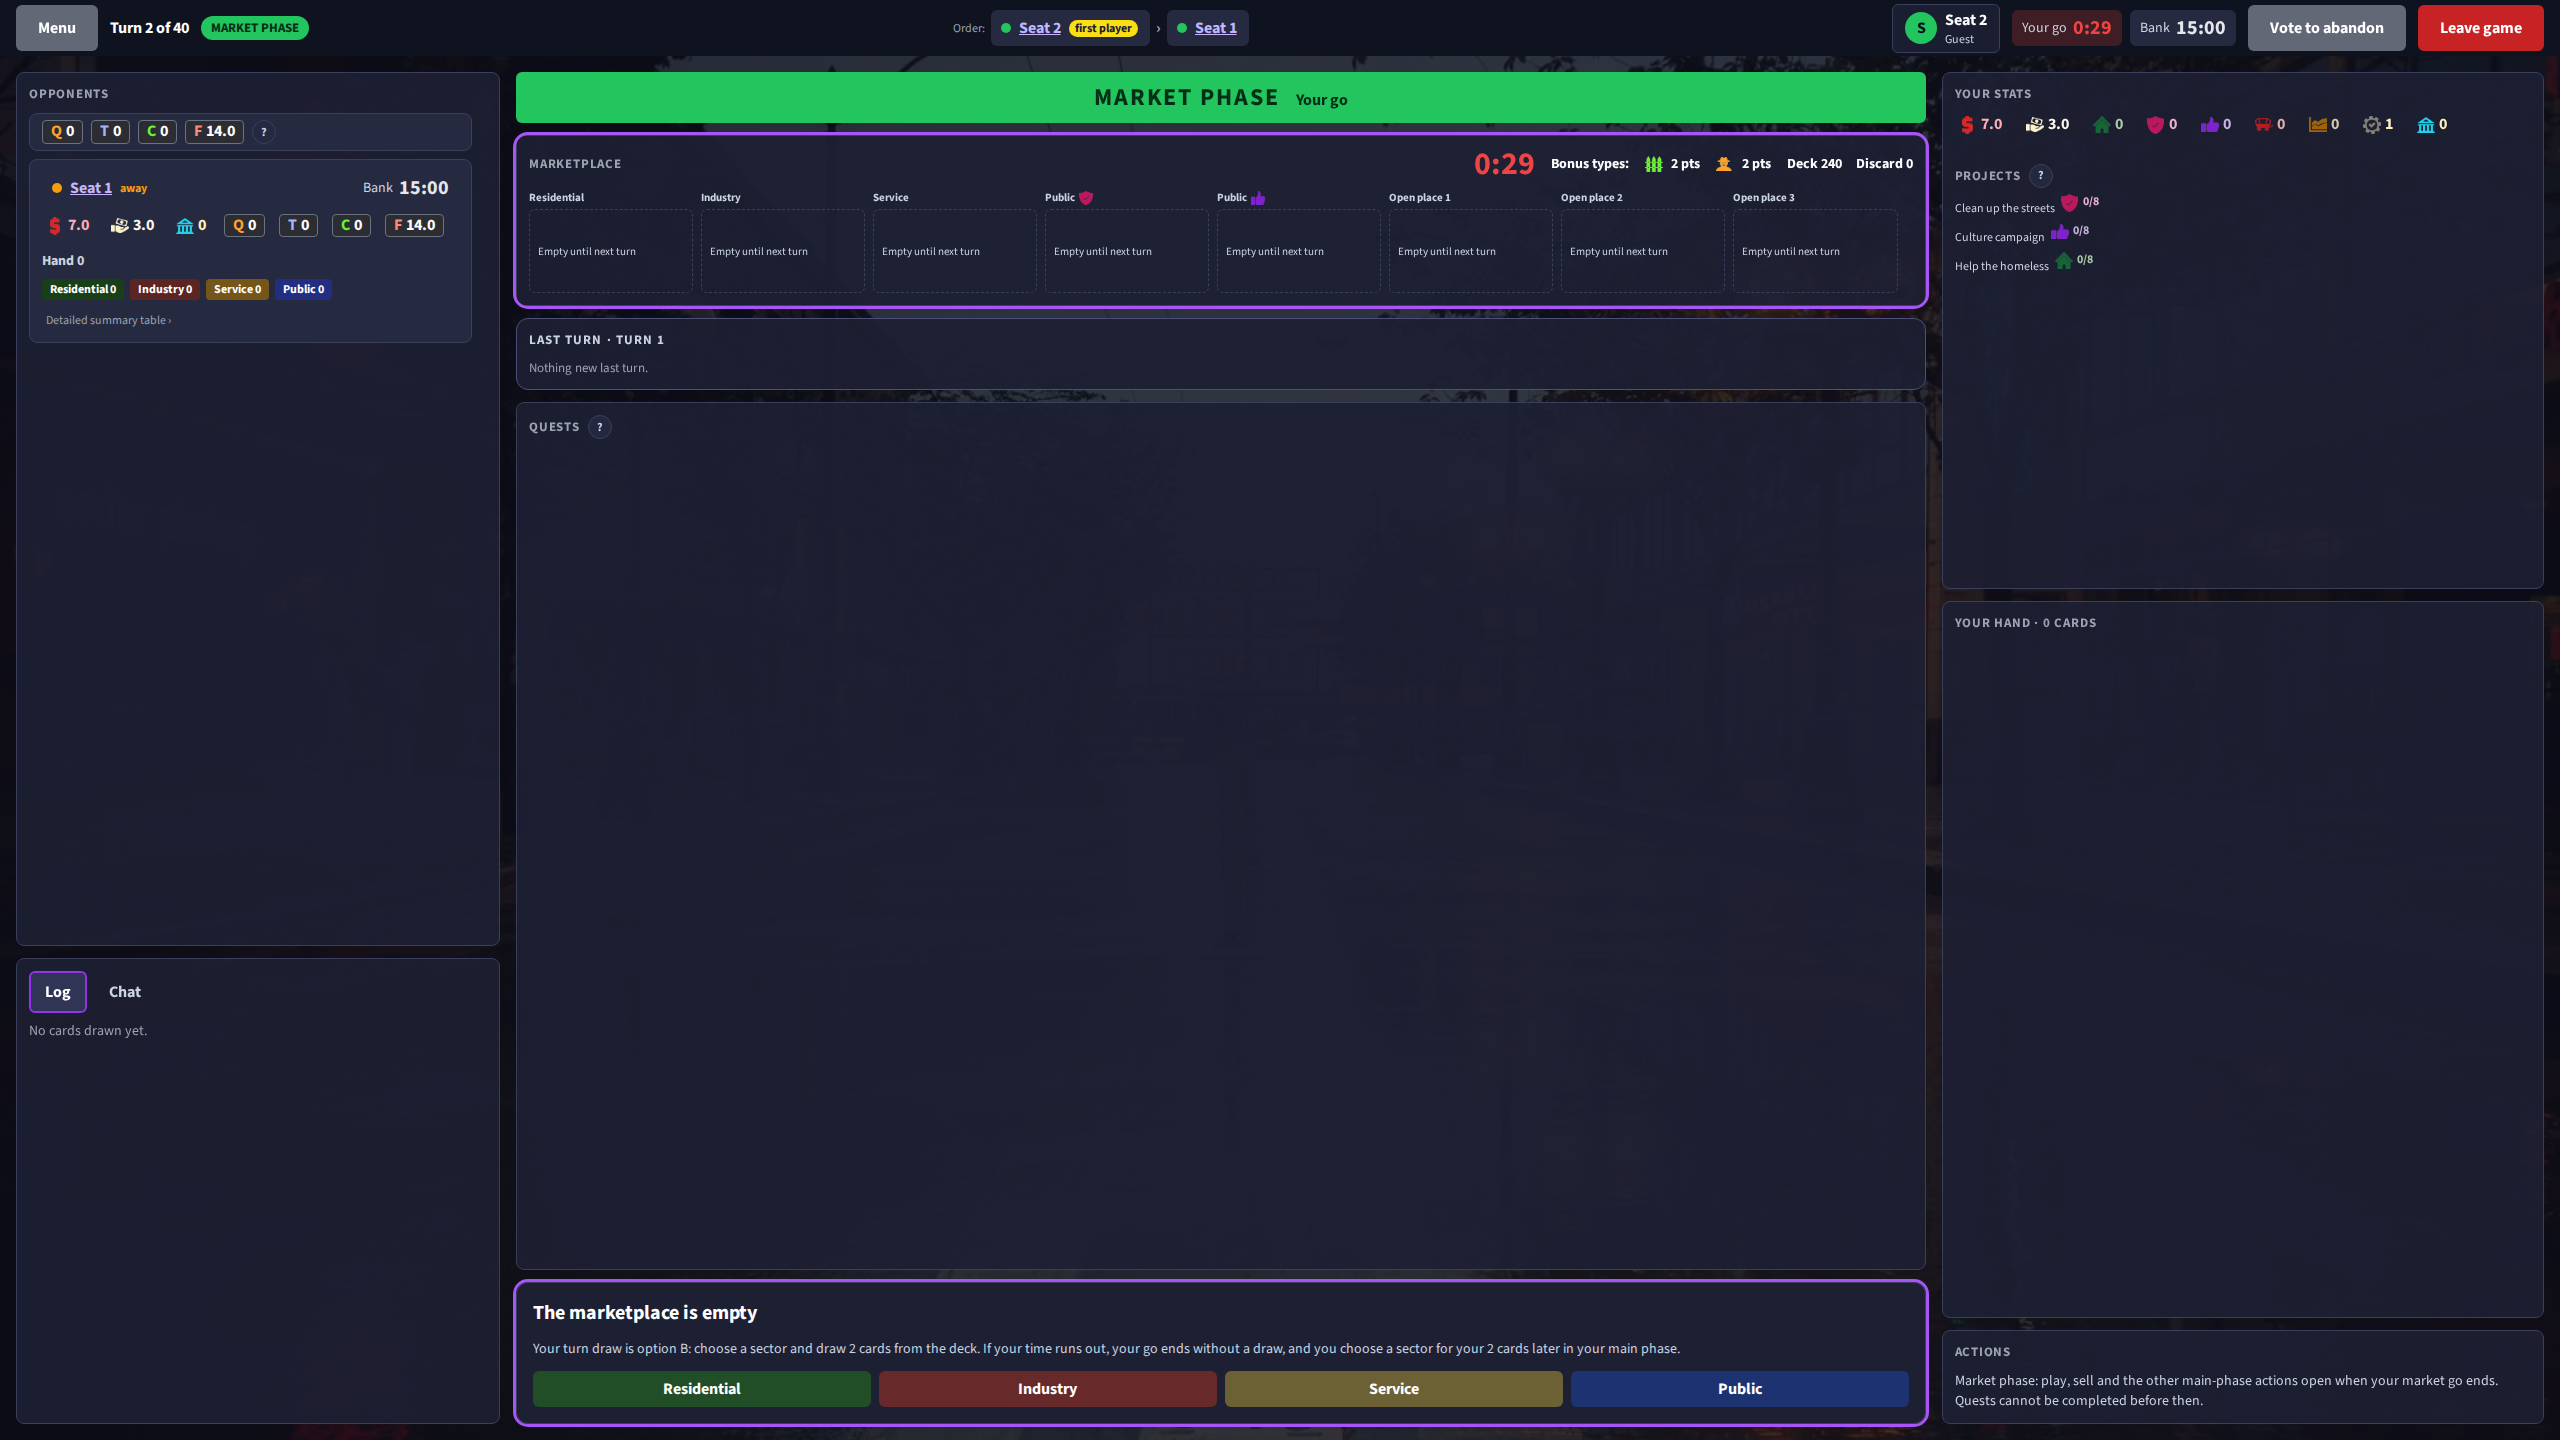 Menu Turn 2 of 40 MARKET PHASE Order: Seat 2 first player › Seat 1 S Seat 2 Guest Your go 0:29 Bank 15:00 Vote to abandon Leave game
OPPONENTS
Q 0 T 0 C 0 F 14.0 ?
Seat 1 away Bank 15:00
7.0 3.0 0 Q 0 T 0 C 0 F 14.0
Hand 0
Residential 0 Industry 0 Service 0 Public 0
Detailed summary table ›
Log Chat
No cards drawn yet.
MARKET PHASE Your go
MARKETPLACE 0:29 Bonus types: 2 pts 2 pts Deck 240 Discard 0
Residential Industry Service Public Public Open place 1 Open place 2 Open place 3
Empty until next turn Empty until next turn Empty until next turn Empty until next turn Empty until next turn Empty until next turn Empty until next turn Empty until next turn
LAST TURN · TURN 1
Nothing new last turn.
QUESTS ?
The marketplace is empty
Your turn draw is option B: choose a sector and draw 2 cards from the deck. If your time runs out, your go ends without a draw, and you choose a sector for your 2 cards later in your main phase.
Residential Industry Service Public
YOUR STATS
$ 7.0 3.0 0 0 0 0 0 1 0
PROJECTS ?
Clean up the streets 0/8
Culture campaign 0/8
Help the homeless 0/8
YOUR HAND · 0 CARDS
ACTIONS
Market phase: play, sell and the other main-phase actions open when your market go ends.
Quests cannot be completed before then.